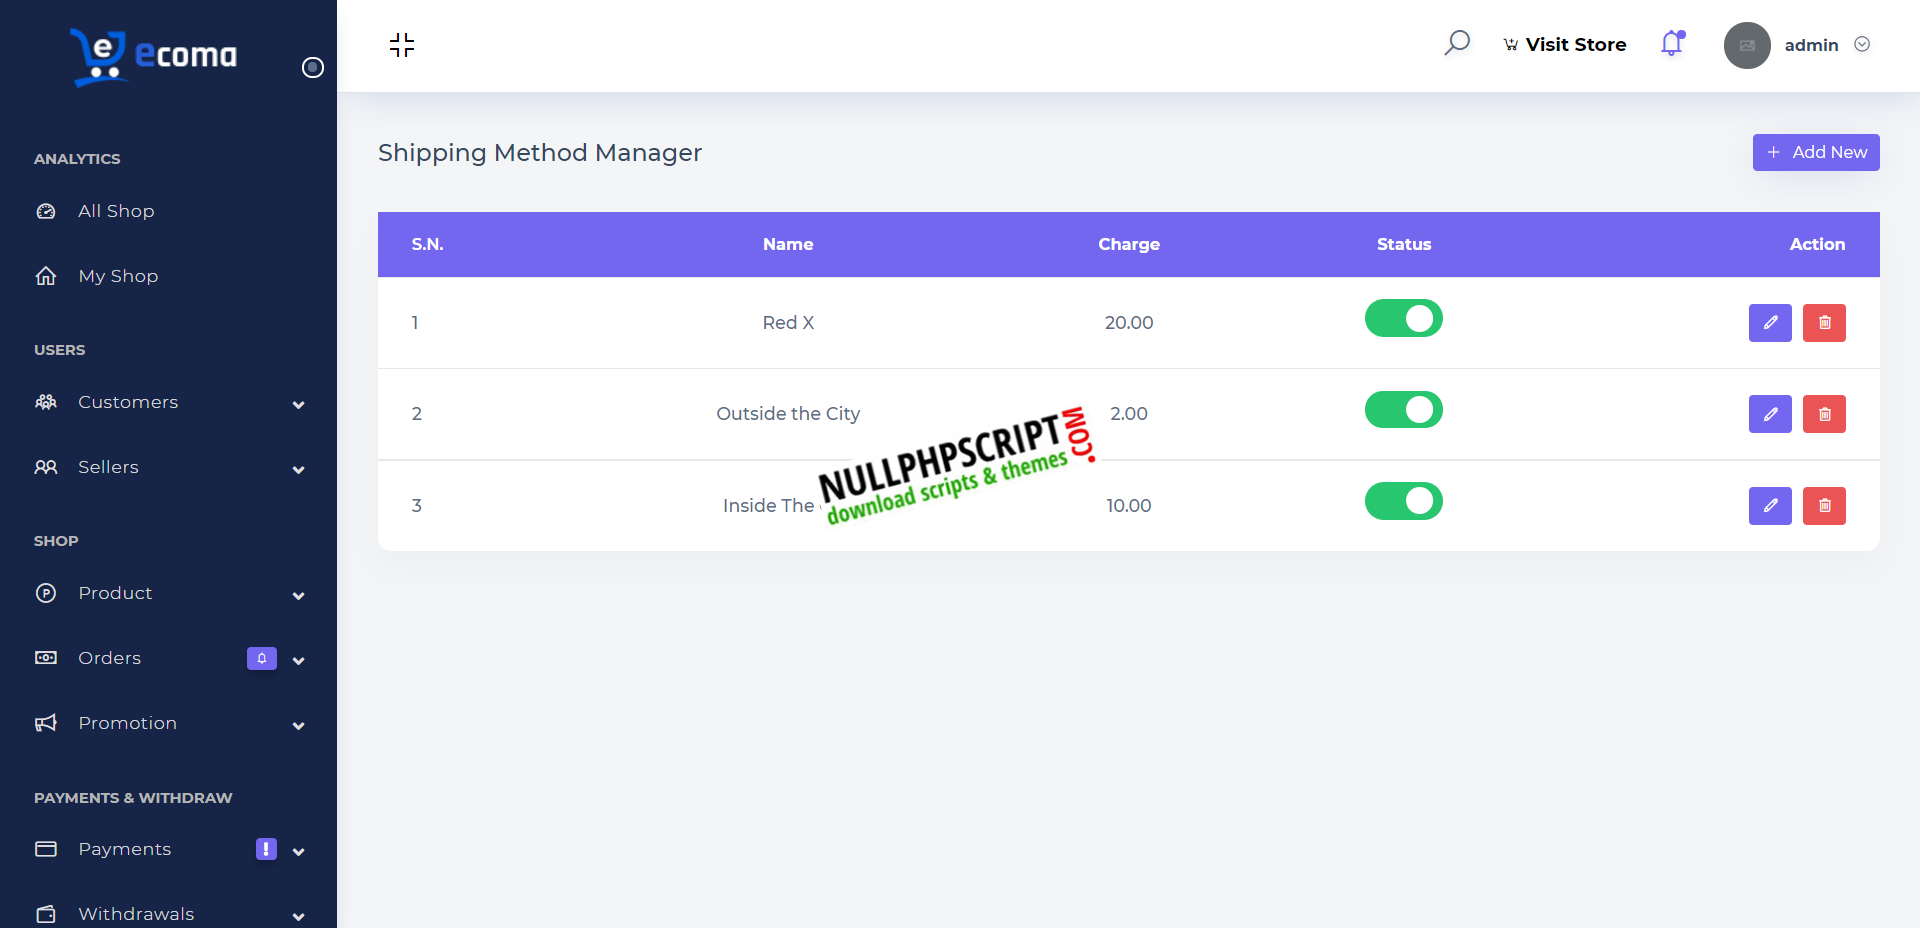 ecoma
Visit Store
admin
ANALYTICS
All Shop
My Shop
USERS
Customers
Sellers
SHOP
Product
Orders
Promotion
PAYMENTS & WITHDRAW
Payments
Withdrawals
Shipping Method Manager
+ Add New
S.N. Name Charge Status Action
1 Red X 20.00
2 Outside the City 2.00
3 Inside The 10.00
NULLPHPSCRIPT.COM
download scripts & themes